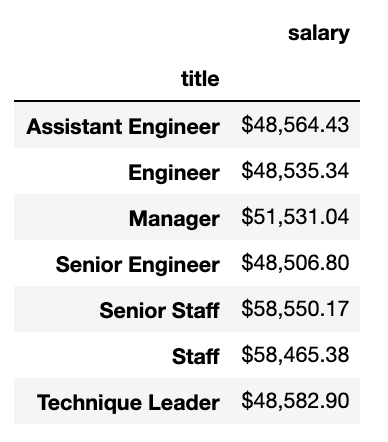 salary
title
Assistant Engineer $48,564.43
Engineer $48,535.34
Manager $51,531.04
Senior Engineer $48,506.80
Senior Staff $58,550.17
Staff $58,465.38
Technique Leader $48,582.90